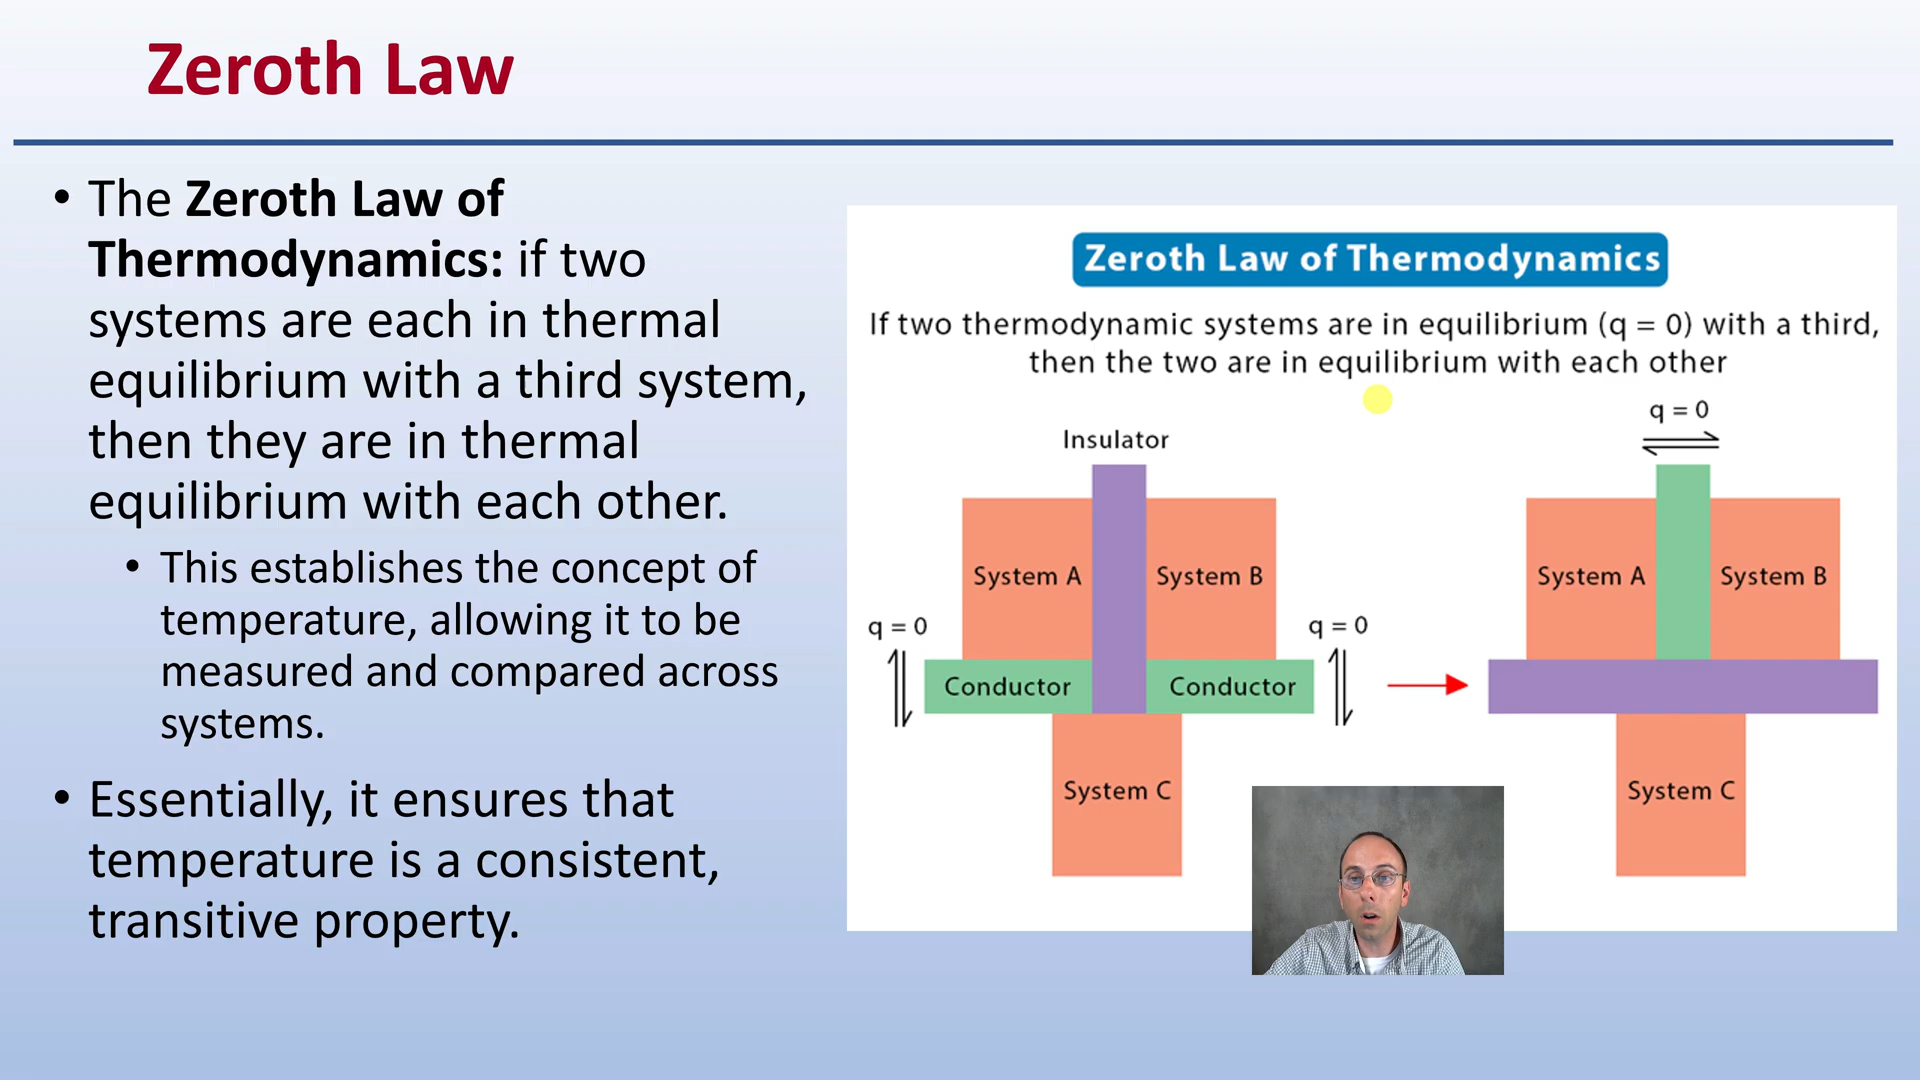 Zeroth Law
• The Zeroth Law of
Thermodynamics: if two
systems are each in thermal
equilibrium with a third system,
then they are in thermal
equilibrium with each other.
• This establishes the concept of
temperature, allowing it to be
measured and compared across
systems.
• Essentially, it ensures that
temperature is a consistent,
transitive property.
Zeroth Law of Thermodynamics
If two thermodynamic systems are in equilibrium (q = 0) with a third,
then the two are in equilibrium with each other
Insulator
System A
System B
q = 0
q = 0
Conductor
Conductor
System C
q = 0
System A
System B
System C